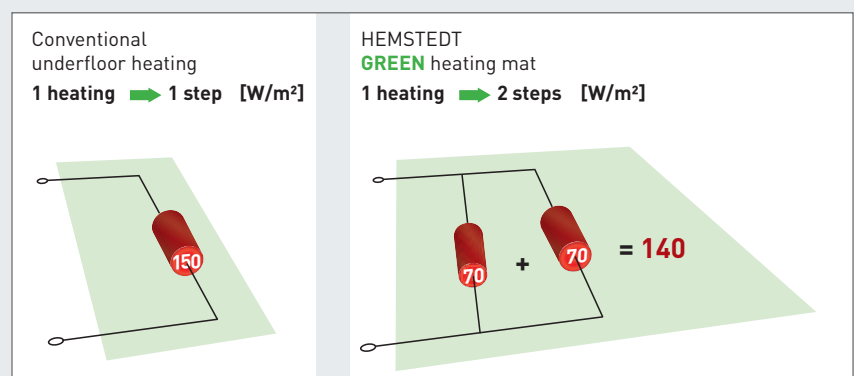 Conventional
underfloor heating
1 heating ➡ 1 step [W/m²]
150
HEMSTEDT
GREEN heating mat
1 heating ➡ 2 steps [W/m²]
70 + 70 = 140